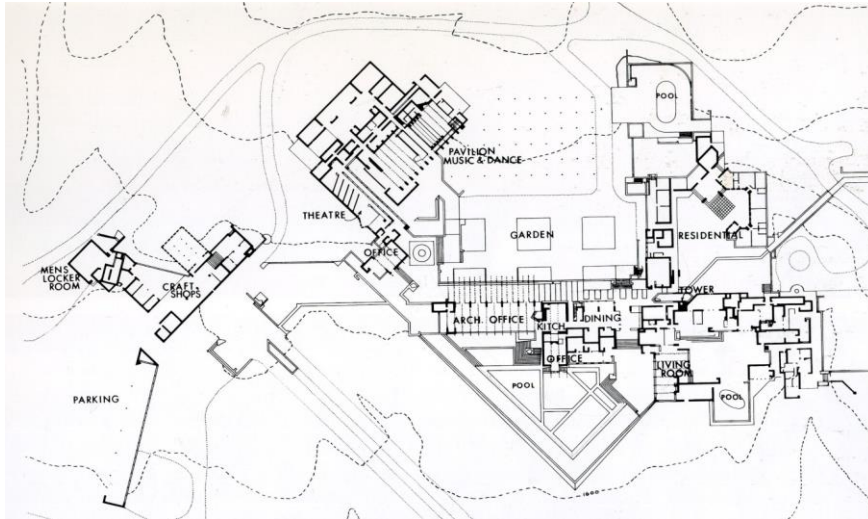 POOL
PAVILION
MUSIC & DANCE
THEATRE
GARDEN
RESIDENTIAL
OFFICE
MENS
LOCKER
ROOM
CRAFT
SHOPS
TOWER
ARCH. OFFICE
KITCH
DINING
OFFICE
LIVING
ROOM
POOL
POOL
PARKING
1600